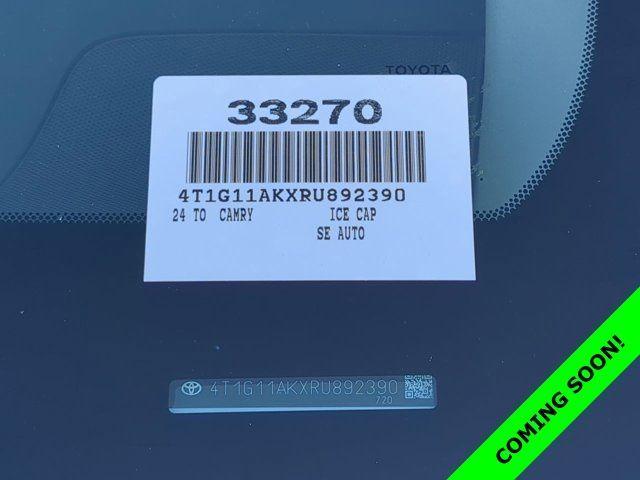 TOYOTA
33270
4T1G11AKXRU892390
24 TO CAMRY ICE CAP
SE AUTO
4T1G11AKXRU892390
720
COMING SOON!